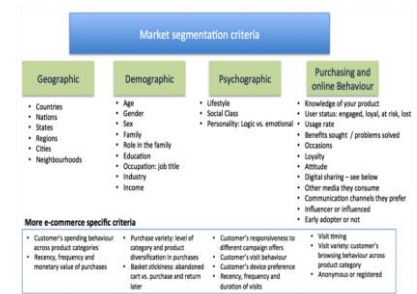 Market segmentation criteria
Geographic
• Countries
• Nations
• States
• Regions
• Cities
• Neighbourhoods
Demographic
• Age
• Gender
• Sex
• Family
• Role in the family
• Education
• Occupation: job title
• Industry
• Income
Psychographic
• Lifestyle
• Social Class
• Personality: Logic vs. emotional
Purchasing and
online Behaviour
• Knowledge of your product
• User status: engaged, loyal, at risk, lost
• Usage rate
• Benefits sought / problems solved
• Occasions
• Loyalty
• Attitude
• Digital sharing – see below
• Other media they consume
• Communication channels they prefer
• Influencer or influenced
• Early adopter or not
More e-commerce specific criteria
• Customer's spending behaviour
across product categories
• Recency, frequency and
monetary value of purchases
• Purchase variety: level of
category and product
diversification in purchases
• Basket stickiness: abandoned
cart vs. purchase and return
later
• Customer's responsiveness to
different campaign offers
• Customer's visit behaviour
• Customer's device preference
• Recency, frequency and
duration of visits
• Visit timing
• Visit variety: customer's
browsing behaviour across
product category
• Anonymous or registered